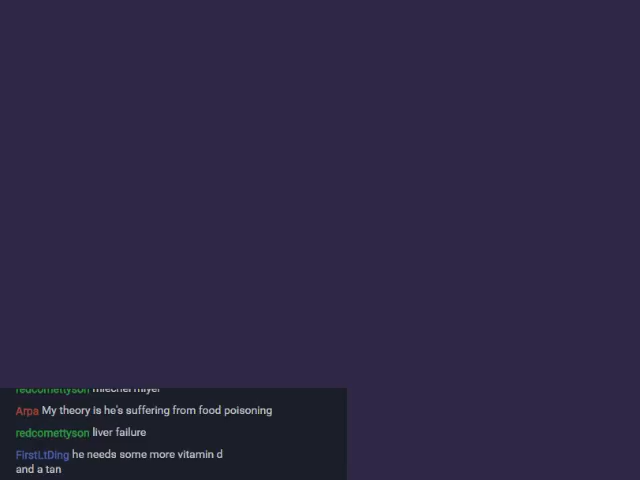 redcomettyson
Arpa My theory is he's suffering from food poisoning
redcomettyson liver failure
FirstLtDing he needs some more vitamin d
and a tan